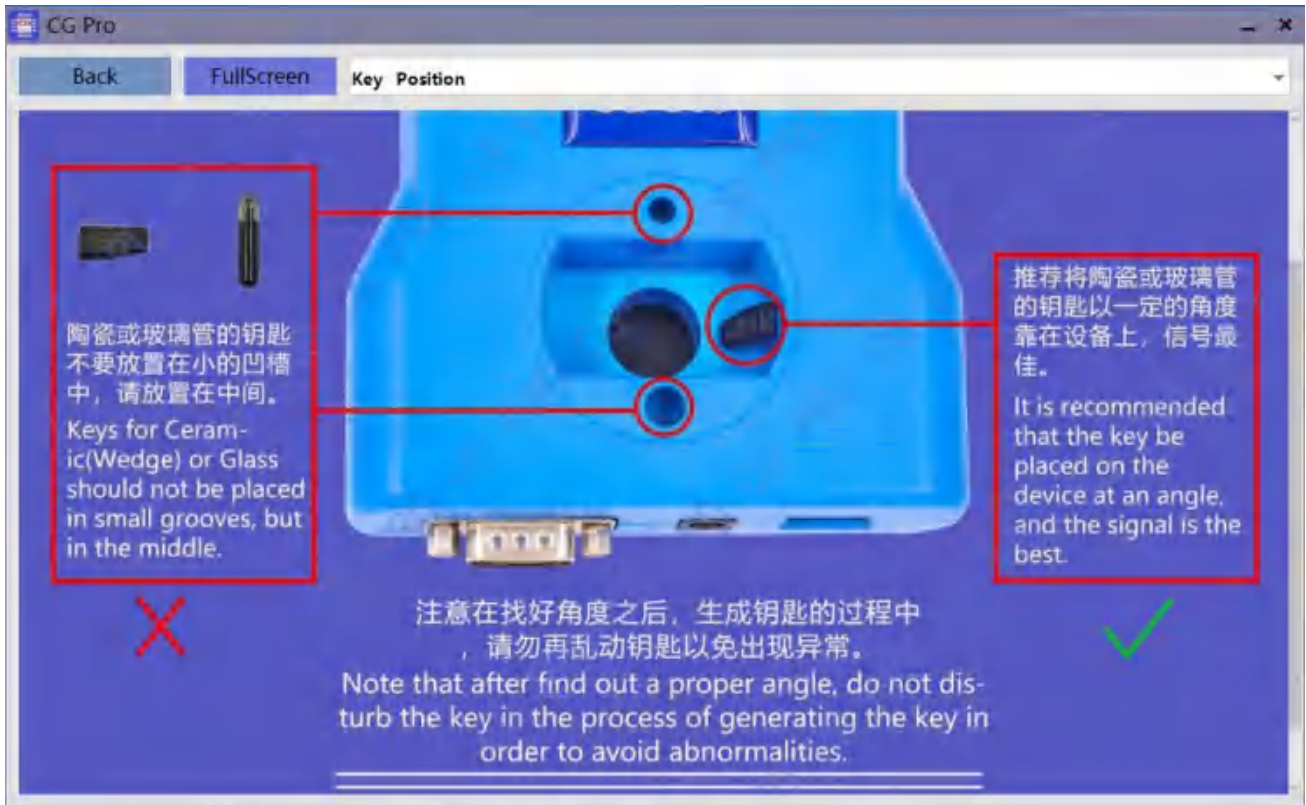 CG Pro
Back
FullScreen
Key Position
陶瓷或玻璃管的钥匙
不要放置在小的凹槽
中，请放置在中间。
Keys for Ceram-
ic(Wedge) or Glass
should not be placed
in small grooves, but
in the middle.
推荐将陶瓷或玻璃管
的钥匙以一定的角度
靠在设备上，信号最
佳。
It is recommended
that the key be
placed on the
device at an angle,
and the signal is the
best.
注意在找好角度之后，生成钥匙的过程中
，请勿再乱动钥匙以免出现异常。
Note that after find out a proper angle, do not dis-
turb the key in the process of generating the key in
order to avoid abnormalities.